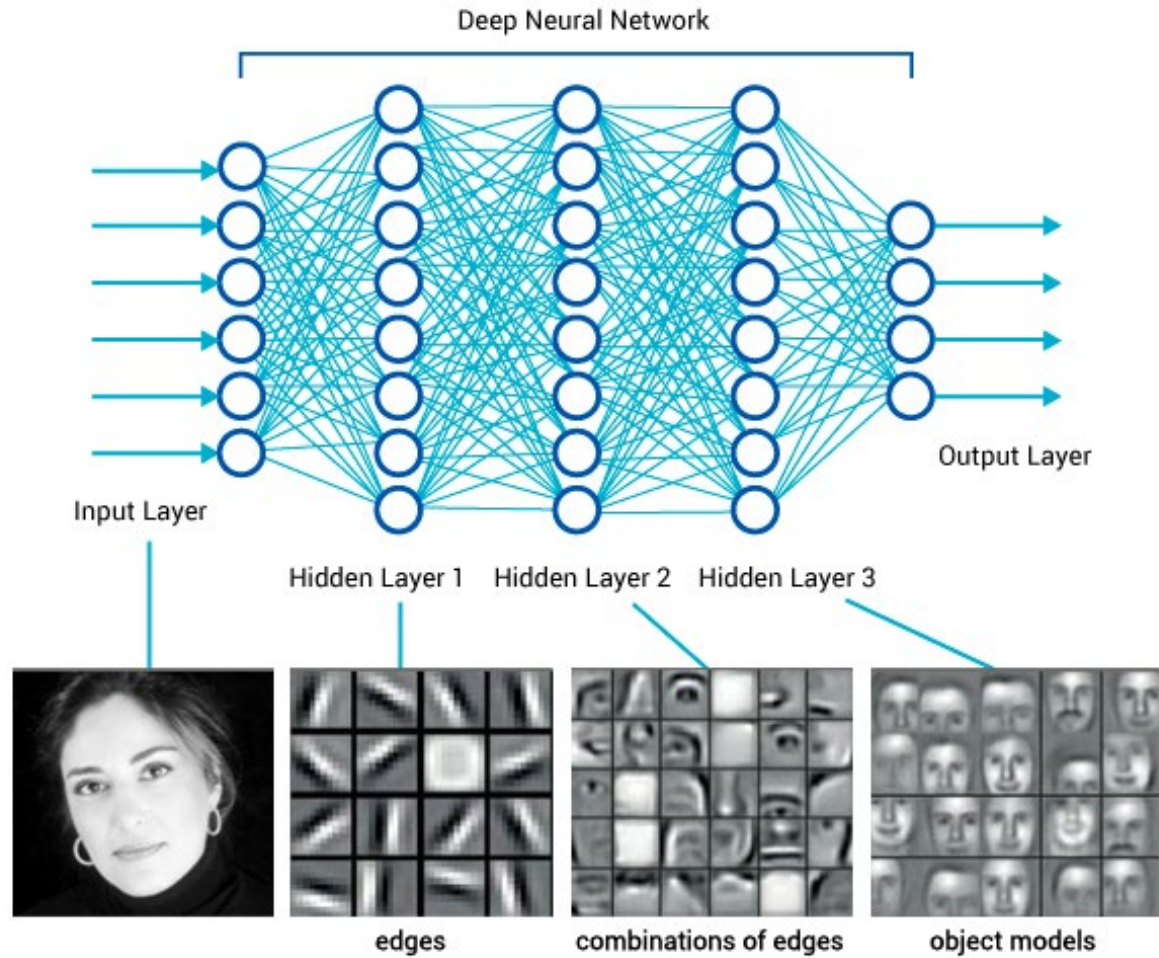 Deep Neural Network
Input Layer
Output Layer
Hidden Layer 1
Hidden Layer 2
Hidden Layer 3
edges
combinations of edges
object models